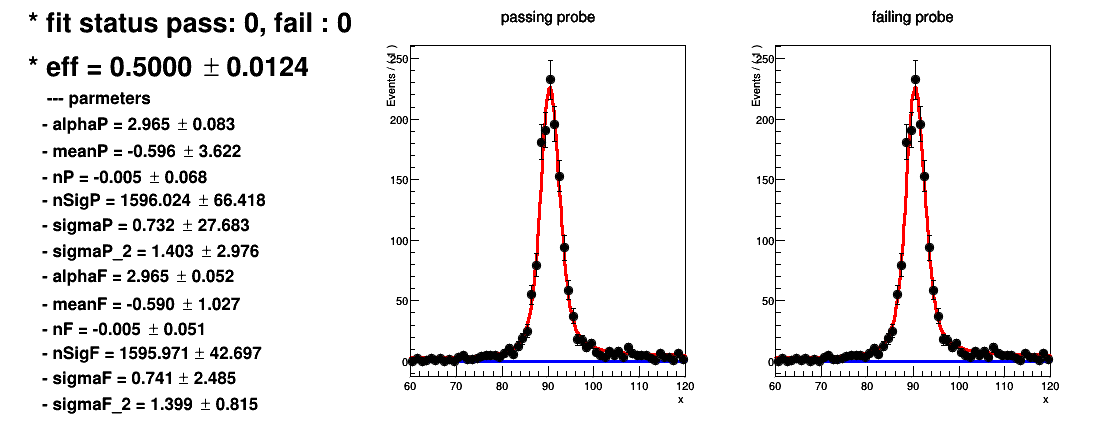 * fit status pass: 0, fail : 0
* eff = 0.5000 ± 0.0124
--- parmeters
- alphaP = 2.965 ± 0.083
- meanP = -0.596 ± 3.622
- nP = -0.005 ± 0.068
- nSigP = 1596.024 ± 66.418
- sigmaP = 0.732 ± 27.683
- sigmaP_2 = 1.403 ± 2.976
- alphaF = 2.965 ± 0.052
- meanF = -0.590 ± 1.027
- nF = -0.005 ± 0.051
- nSigF = 1595.971 ± 42.697
- sigmaF = 0.741 ± 2.485
- sigmaF_2 = 1.399 ± 0.815
passing probe
Events / ( 1 )
250
200
150
100
50
0
60 70 80 90 100 110 120
x
failing probe
Events / ( 1 )
250
200
150
100
50
0
60 70 80 90 100 110 120
x